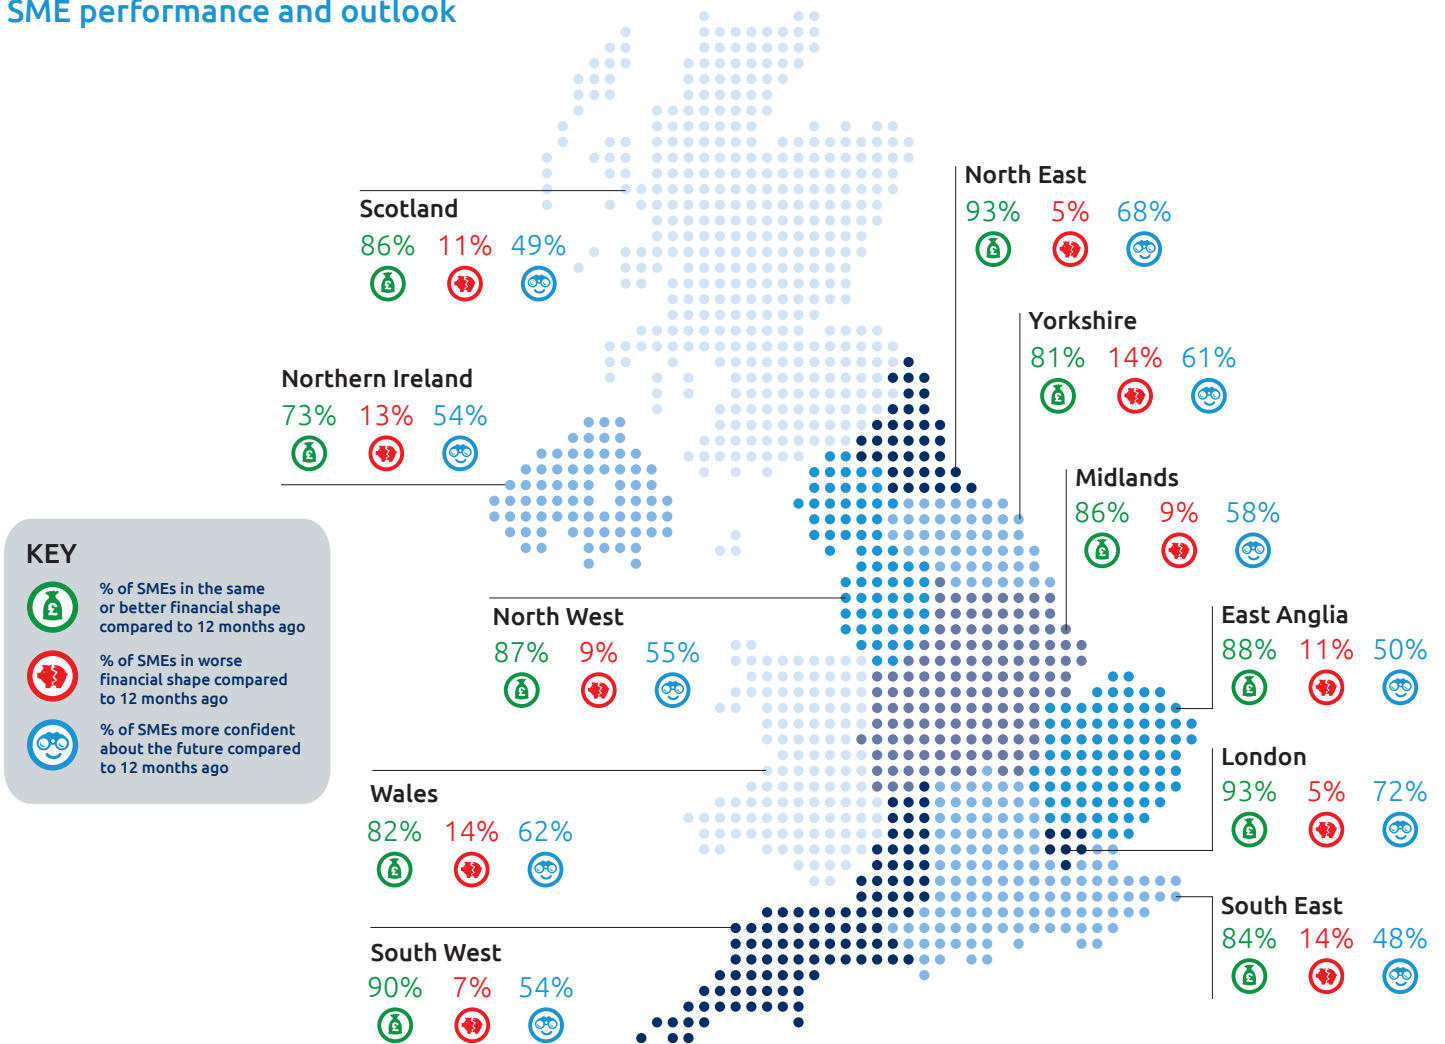 SME performance and outlook
Scotland
86% 11% 49%
Northern Ireland
73% 13% 54%
KEY
£
% of SMEs in the same
or better financial shape
compared to 12 months ago
% of SMEs in worse
financial shape compared
to 12 months ago
% of SMEs more confident
about the future compared
to 12 months ago
North West
87% 9% 55%
Wales
82% 14% 62%
South West
90% 7% 54%
North East
93% 5% 68%
Yorkshire
81% 14% 61%
Midlands
86% 9% 58%
East Anglia
88% 11% 50%
London
93% 5% 72%
South East
84% 14% 48%